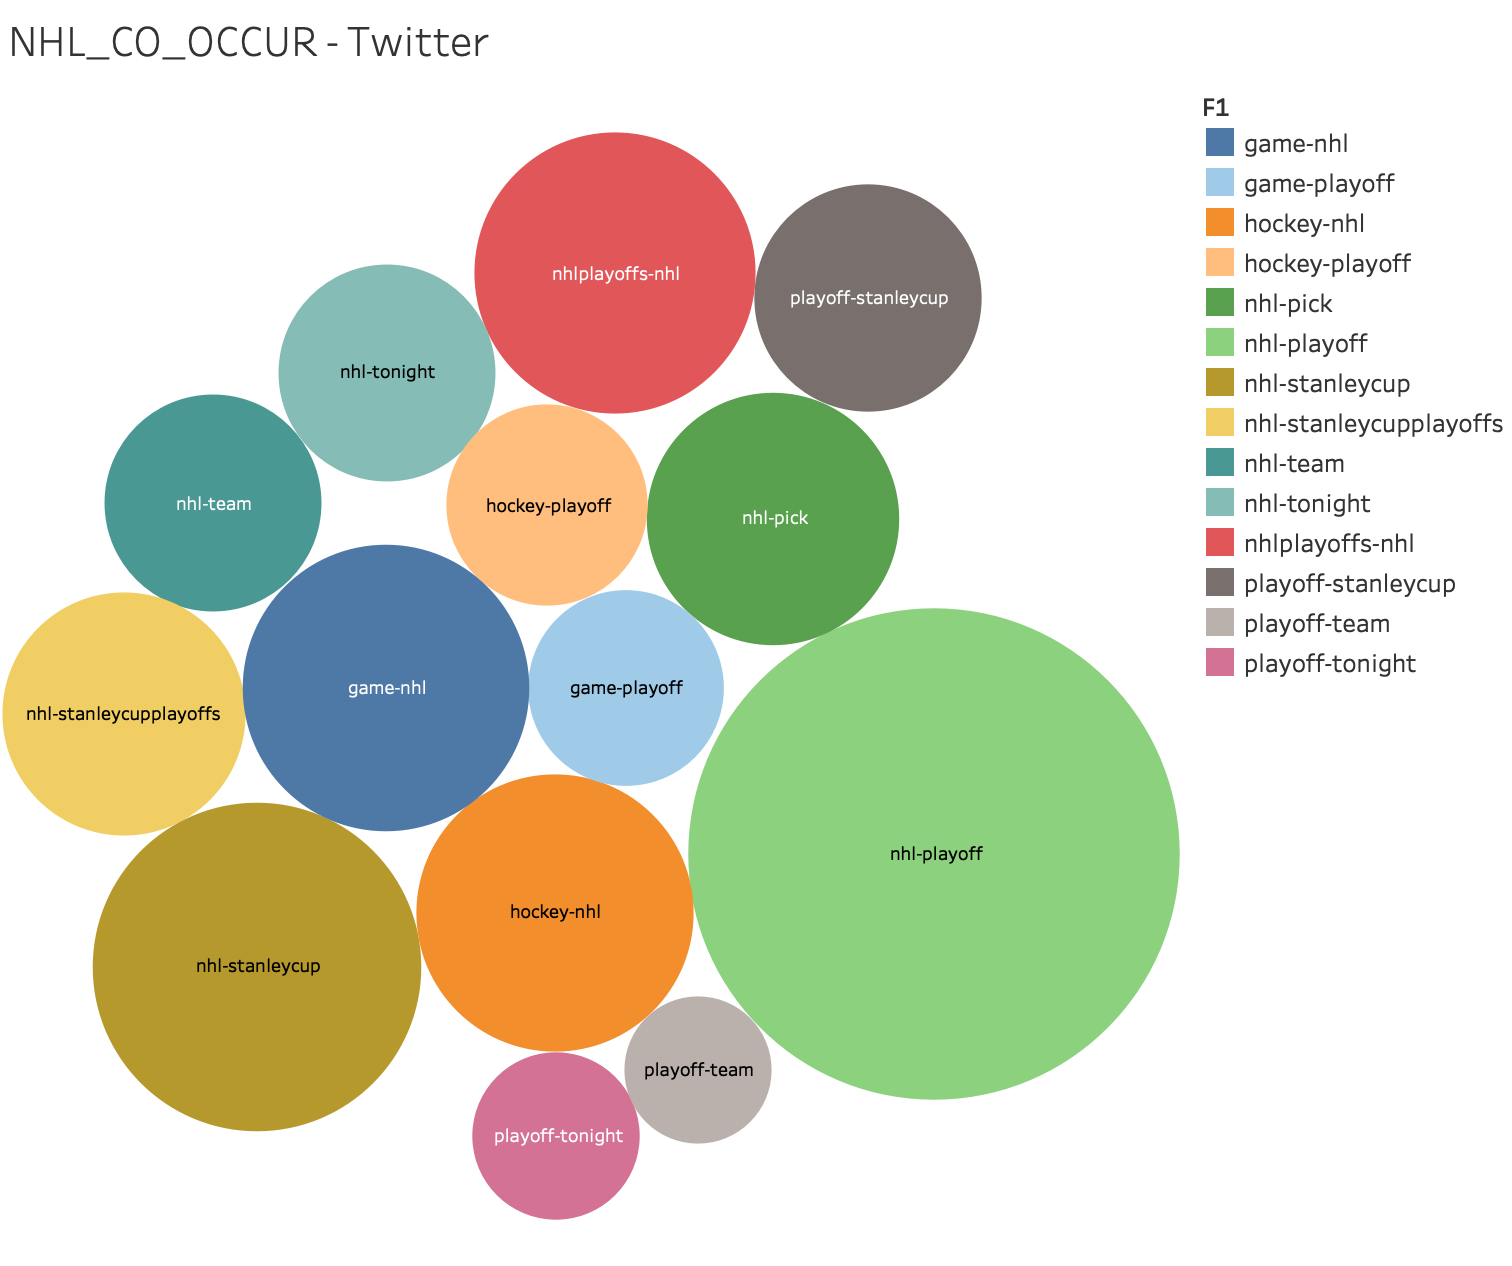 NHL_CO_OCCUR - Twitter
F1
game-nhl
game-playoff
hockey-nhl
hockey-playoff
nhl-pick
nhl-playoff
nhl-stanleycup
nhl-stanleycupplayoffs
nhl-team
nhl-tonight
nhlplayoffs-nhl
playoff-stanleycup
playoff-team
playoff-tonight
nhlplayoffs-nhl
playoff-stanleycup
nhl-tonight
nhl-team
hockey-playoff
nhl-pick
game-nhl
game-playoff
nhl-stanleycupplayoffs
nhl-playoff
hockey-nhl
nhl-stanleycup
playoff-team
playoff-tonight